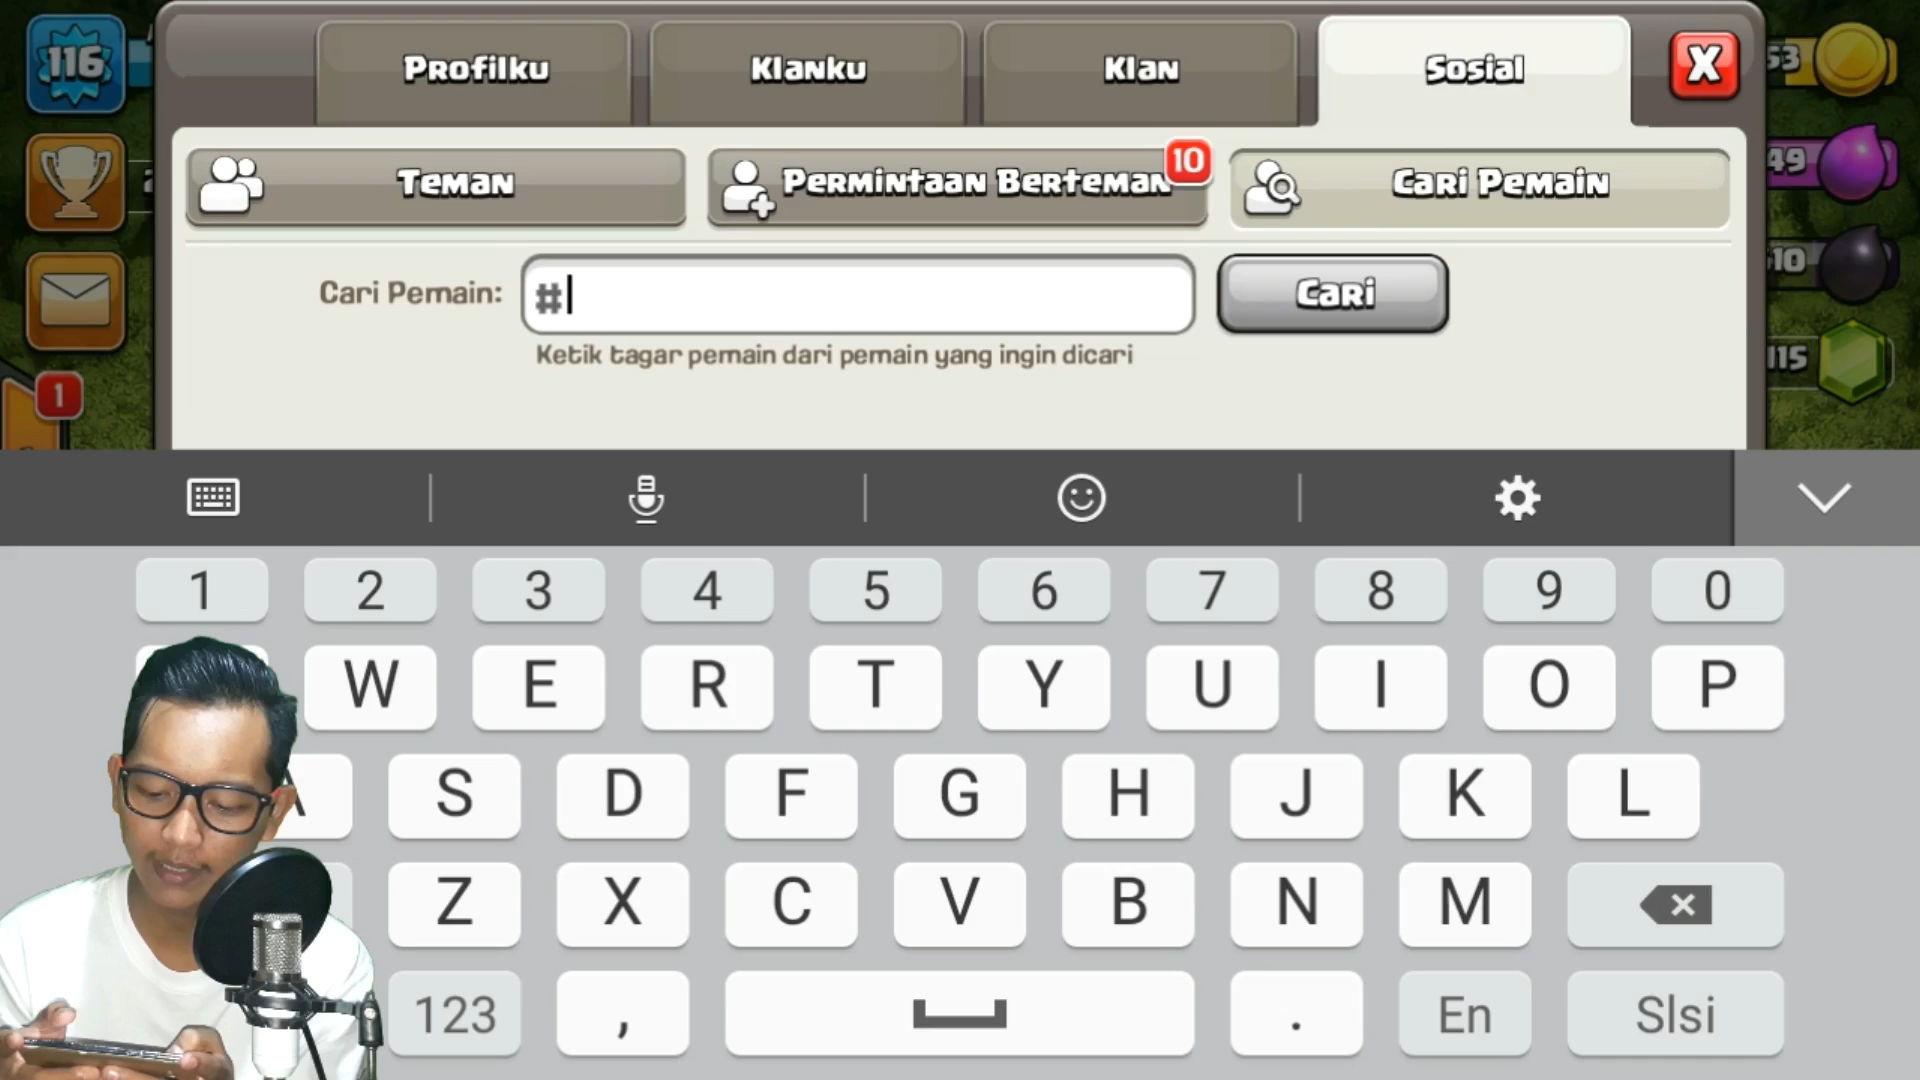 116
Profilku
Klanku
Klan
Sosial
X
53
Teman
Permintaan Berteman
10
Cari Pemain
49
Cari Pemain:
#
Cari
Ketik tagar pemain dari pemain yang ingin dicari
10
115
1
1 2 3 4 5 6 7 8 9 0
W E R T Y U I O P
A S D F G H J K L
Z X C V B N M
123 , . En Slsi